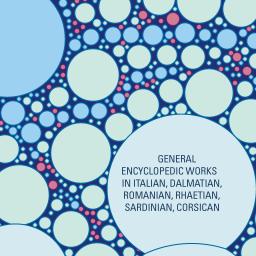 GENERAL
ENCYCLOPEDIC WORKS
IN ITALIAN, DALMATIAN,
ROMANIAN, RHAETIAN,
SARDINIAN, CORSICAN